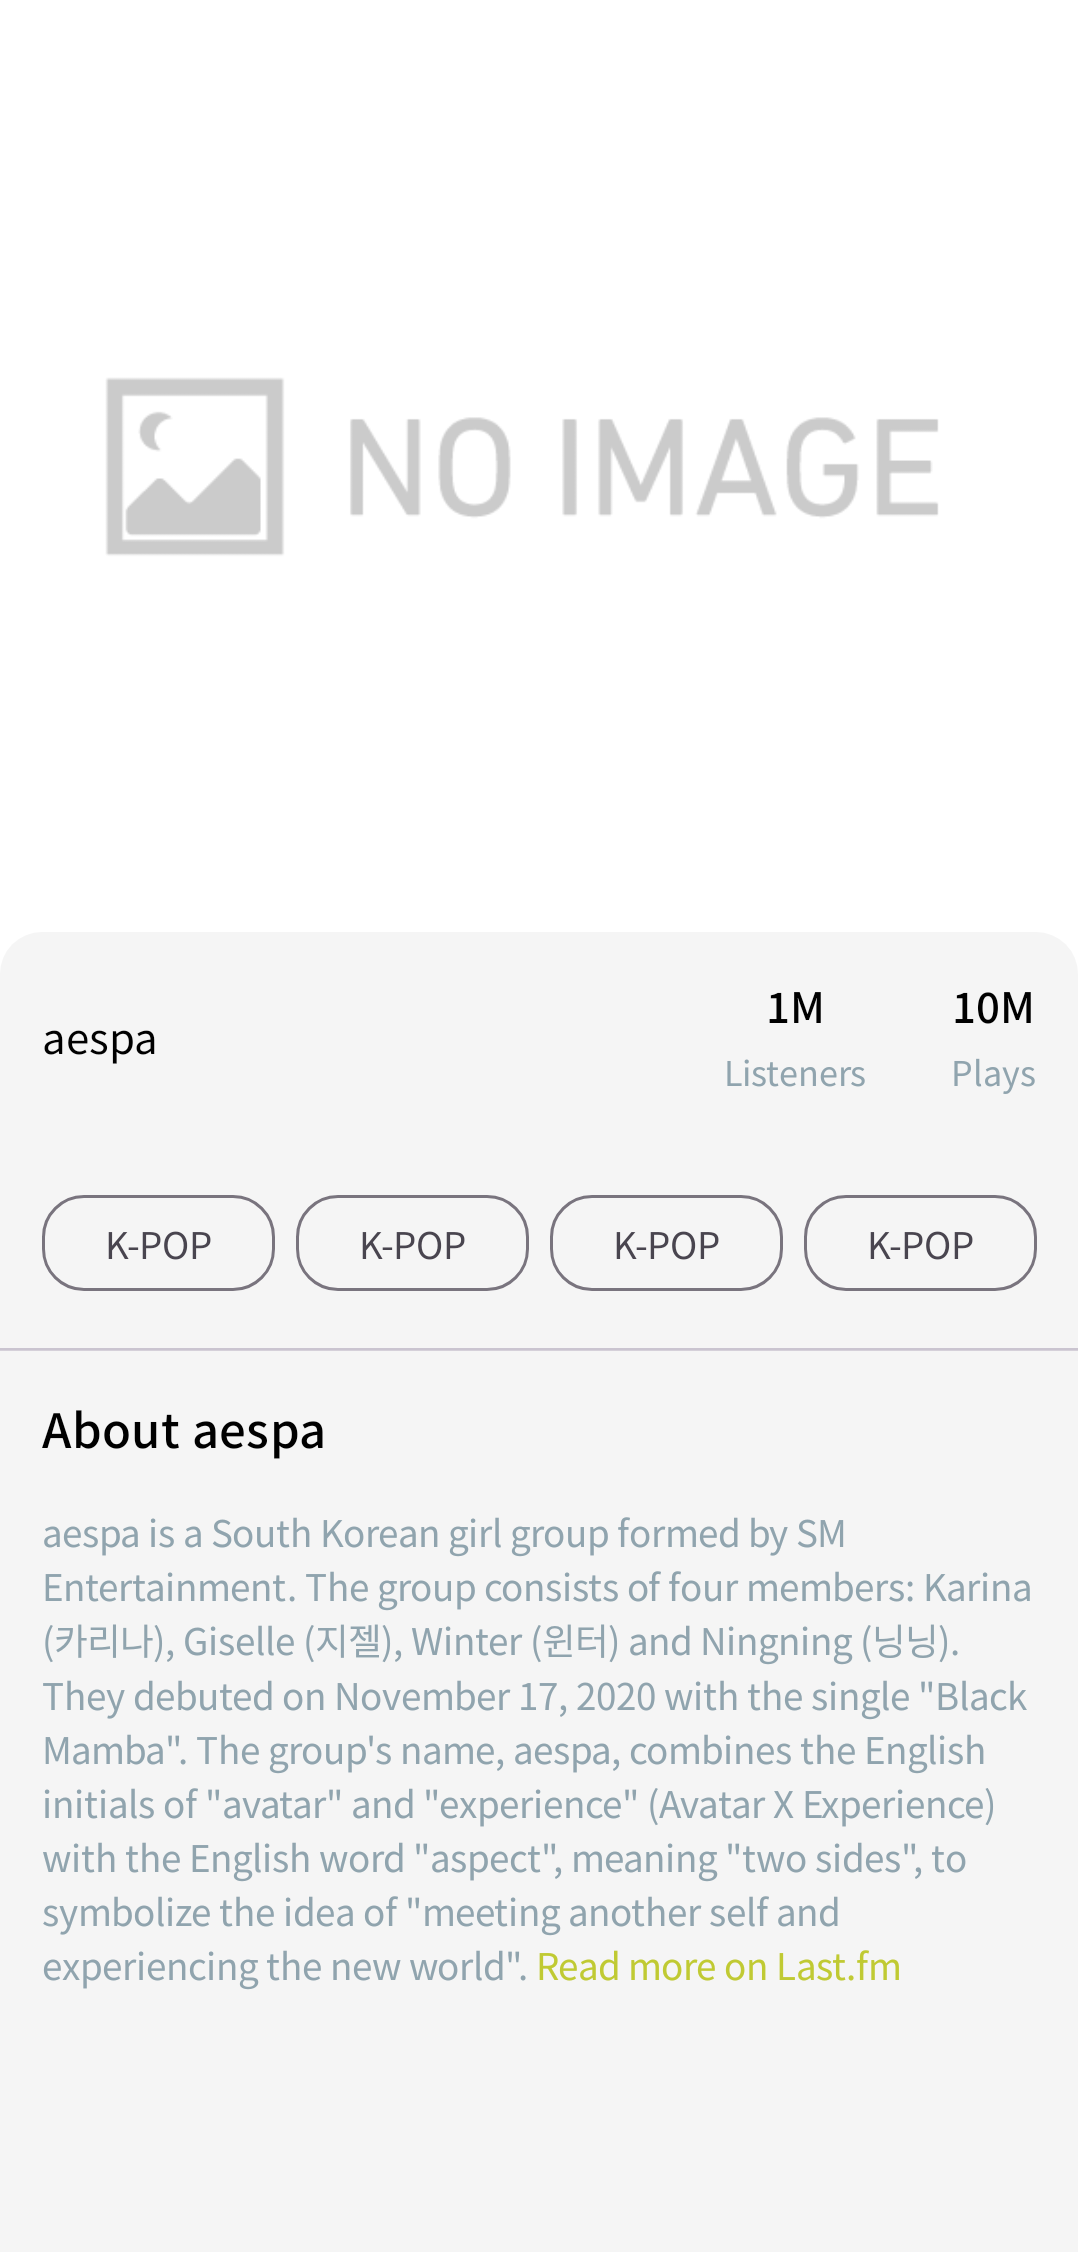 NO IMAGE
aespa
1M
Listeners
10M
Plays
K-POP
K-POP
K-POP
K-POP
About aespa
aespa is a South Korean girl group formed by SM
Entertainment. The group consists of four members: Karina
(카리나), Giselle (지젤), Winter (윈터) and Ningning (닝닝).
They debuted on November 17, 2020 with the single "Black
Mamba". The group's name, aespa, combines the English
initials of "avatar" and "experience" (Avatar X Experience)
with the English word "aspect", meaning "two sides", to
symbolize the idea of "meeting another self and
experiencing the new world". Read more on Last.fm